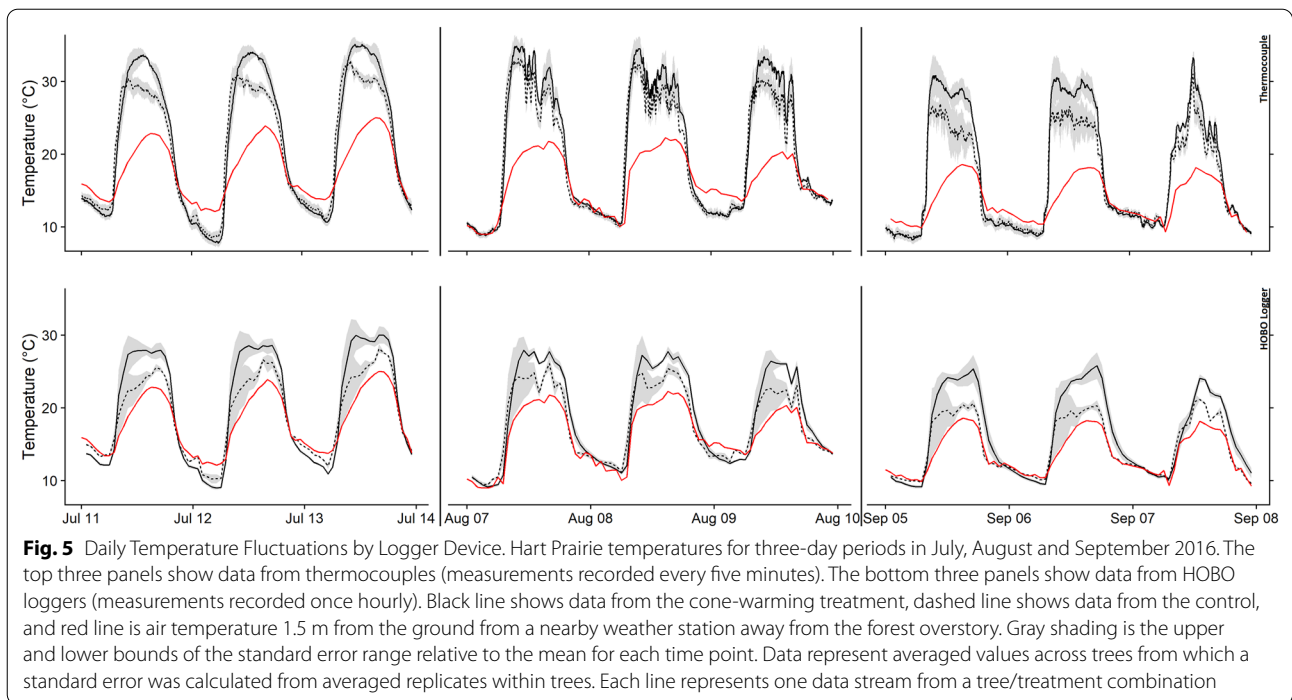 Temperature (°C)
30
20
10
Thermocouple
Temperature (°C)
30
20
10
HOBO Logger
Jul 11 Jul 12 Jul 13 Jul 14 Aug 07 Aug 08 Aug 09 Aug 10 Sep 05 Sep 06 Sep 07 Sep 08
Fig. 5 Daily Temperature Fluctuations by Logger Device. Hart Prairie temperatures for three-day periods in July, August and September 2016. The
top three panels show data from thermocouples (measurements recorded every five minutes). The bottom three panels show data from HOBO
loggers (measurements recorded once hourly). Black line shows data from the cone-warming treatment, dashed line shows data from the control,
and red line is air temperature 1.5 m from the ground from a nearby weather station away from the forest overstory. Gray shading is the upper
and lower bounds of the standard error range relative to the mean for each time point. Data represent averaged values across trees from which a
standard error was calculated from averaged replicates within trees. Each line represents one data stream from a tree/treatment combination